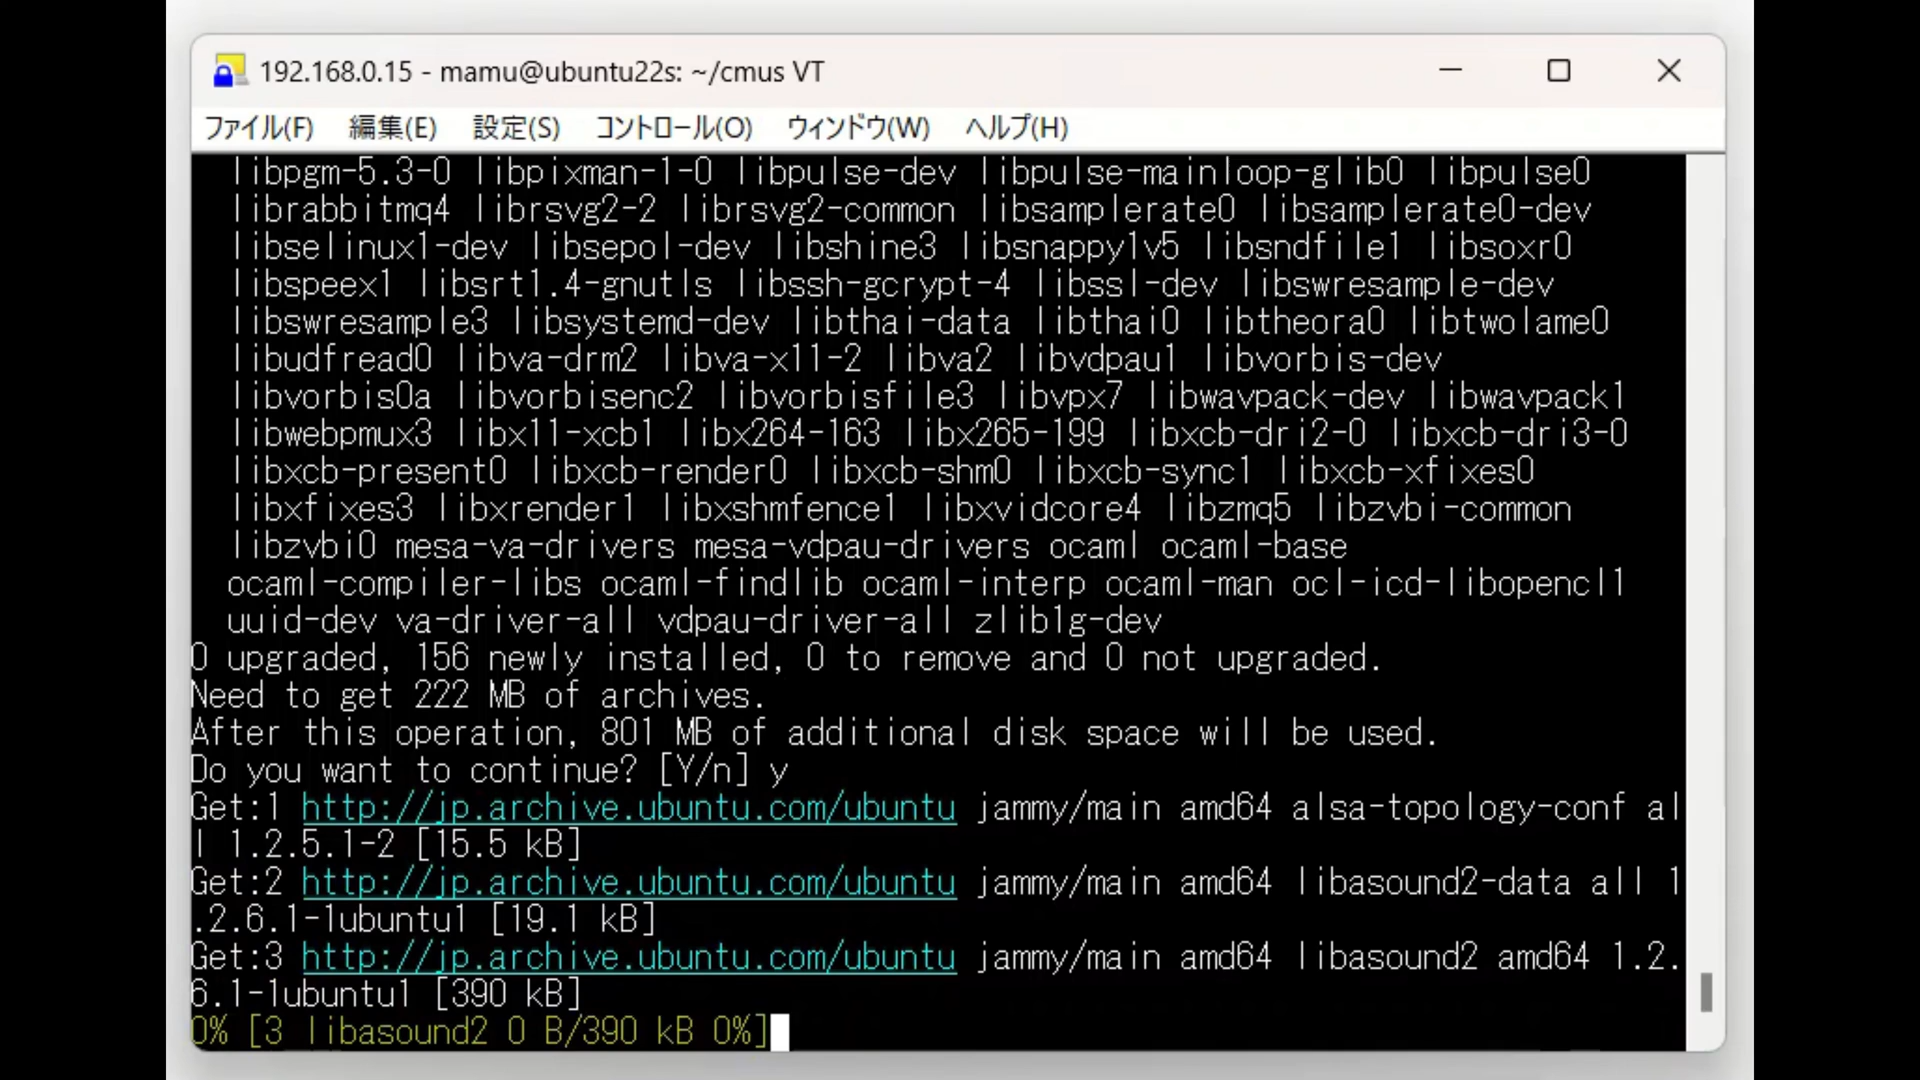 192.168.0.15 - mamu@ubuntu22s: ~/cmus VT
ファイル(F) 編集(E) 設定(S) コントロール(O) ウィンドウ(W) ヘルプ(H)
libpgm-5.3-0 libpixman-1-0 libpulse-dev libpulse-mainloop-glib0 libpulse0
librabbitmq4 librsvg2-2 librsvg2-common libsamplerate0 libsamplerate0-dev
libselinux1-dev libsepol-dev libshine3 libsnappy1v5 libsndfile1 libsoxr0
libspeex1 libsrt1.4-gnutls libssh-gcrypt-4 libssl-dev libswresample-dev
libswresample3 libsystemd-dev libthai-data libthai0 libtheora0 libtwolame0
libudfread0 libva-drm2 libva-x11-2 libva2 libvdpau1 libvorbis-dev
libvorbis0a libvorbisenc2 libvorbisfile3 libvpx7 libwavpack-dev libwavpack1
libwebpmux3 libx11-xcb1 libx264-163 libx265-199 libxcb-dri2-0 libxcb-dri3-0
libxcb-present0 libxcb-render0 libxcb-shm0 libxcb-sync1 libxcb-xfixes0
libxfixes3 libxrender1 libxshmfence1 libxvidcore4 libzmq5 libzvbi-common
libzvbi0 mesa-va-drivers mesa-vdpau-drivers ocaml ocaml-base
ocaml-compiler-libs ocaml-findlib ocaml-interp ocaml-man ocl-icd-libopencl1
uuid-dev va-driver-all vdpau-driver-all zlib1g-dev
0 upgraded, 156 newly installed, 0 to remove and 0 not upgraded.
Need to get 222 MB of archives.
After this operation, 801 MB of additional disk space will be used.
Do you want to continue? [Y/n] y
Get:1 http://jp.archive.ubuntu.com/ubuntu jammy/main amd64 alsa-topology-conf al
l 1.2.5.1-2 [15.5 kB]
Get:2 http://jp.archive.ubuntu.com/ubuntu jammy/main amd64 libasound2-data all 1
.2.6.1-1ubuntu1 [19.1 kB]
Get:3 http://jp.archive.ubuntu.com/ubuntu jammy/main amd64 libasound2 amd64 1.2.
6.1-1ubuntu1 [390 kB]
0% [3 libasound2 0 B/390 kB 0%]